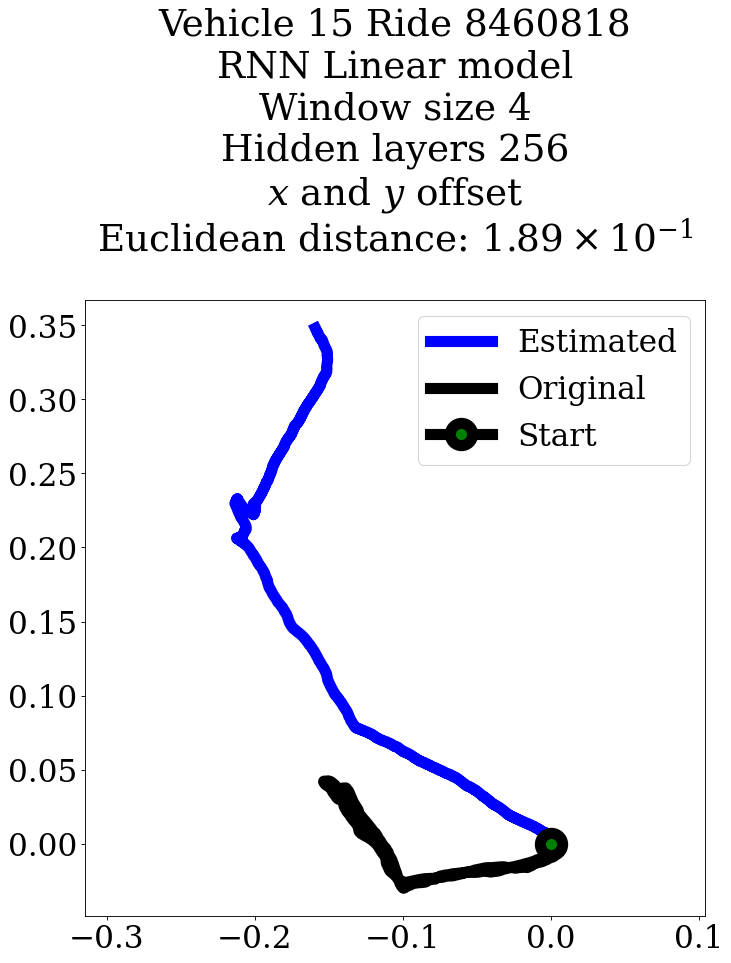 Vehicle 15 Ride 8460818
RNN Linear model
Window size 4
Hidden layers 256
x and y offset
Euclidean distance: 1.89 × 10⁻¹
0.35
0.30
0.25
0.20
0.15
0.10
0.05
0.00
Estimated
Original
Start
−0.3 −0.2 −0.1 0.0 0.1